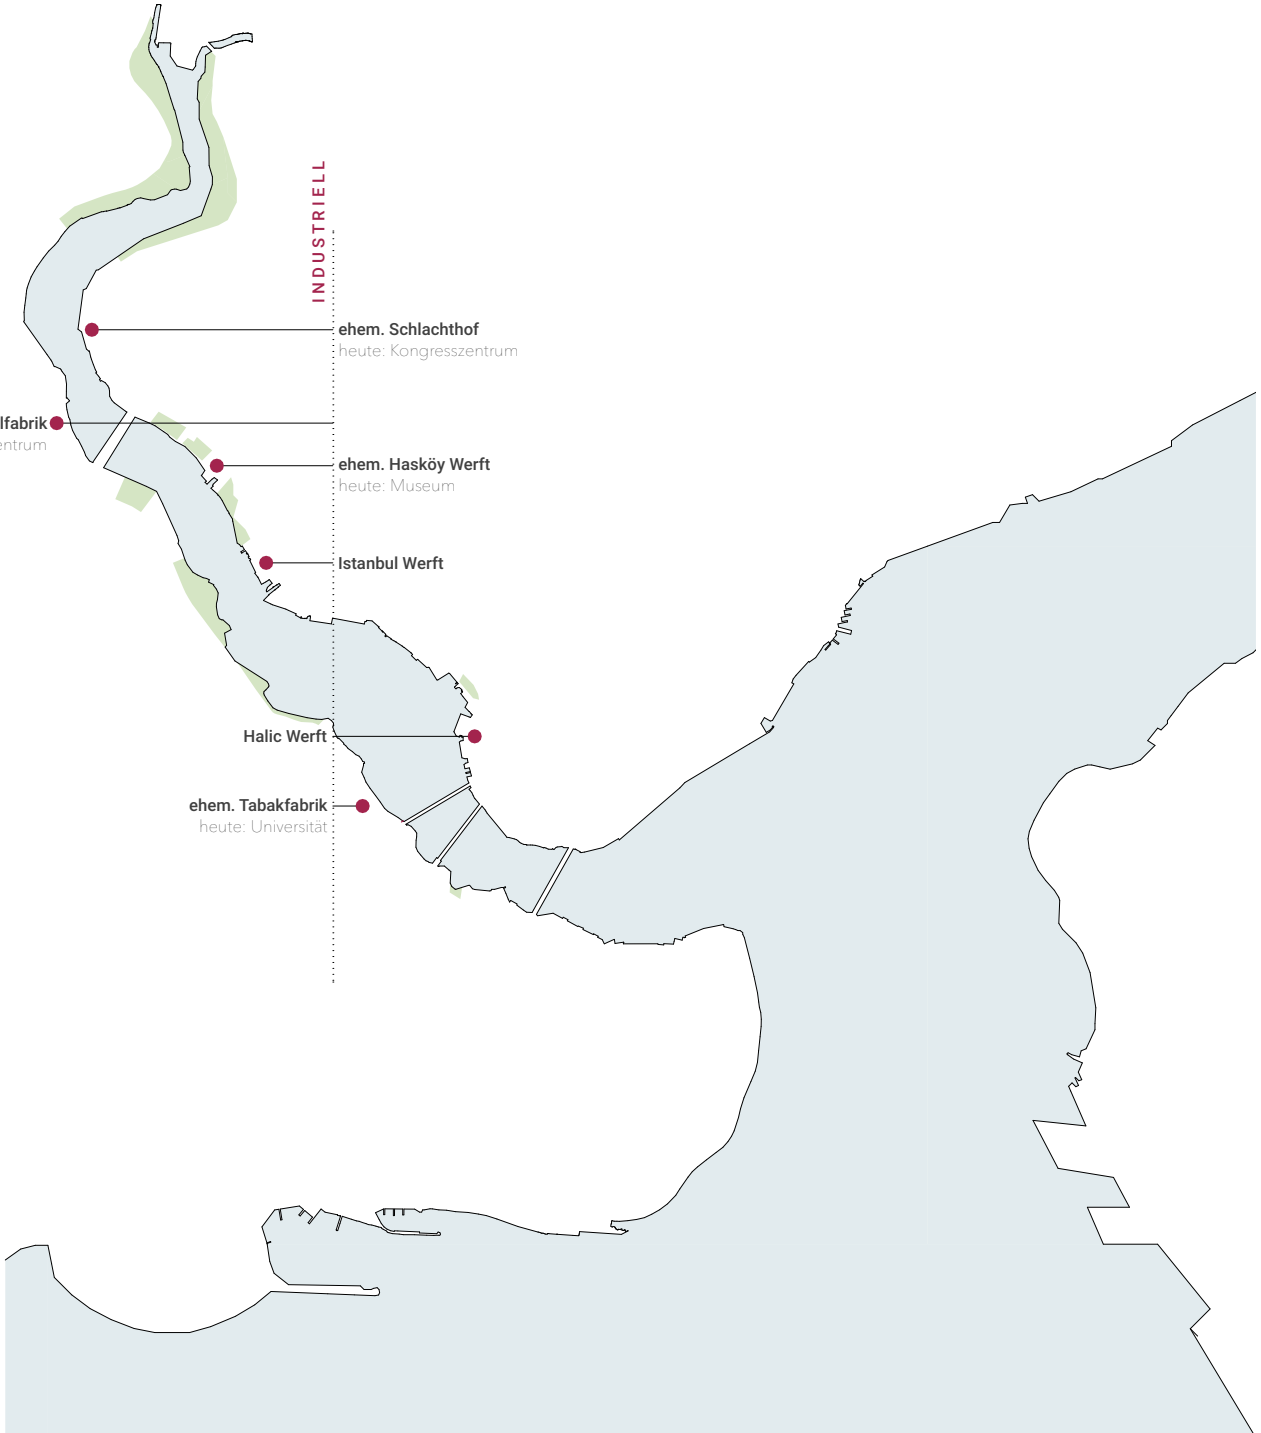 INDUSTRIELL
ehem. Schlachthof
heute: Kongresszentrum
lfabrik
entrum
ehem. Hasköy Werft
heute: Museum
Istanbul Werft
Halic Werft
ehem. Tabakfabrik
heute: Universität